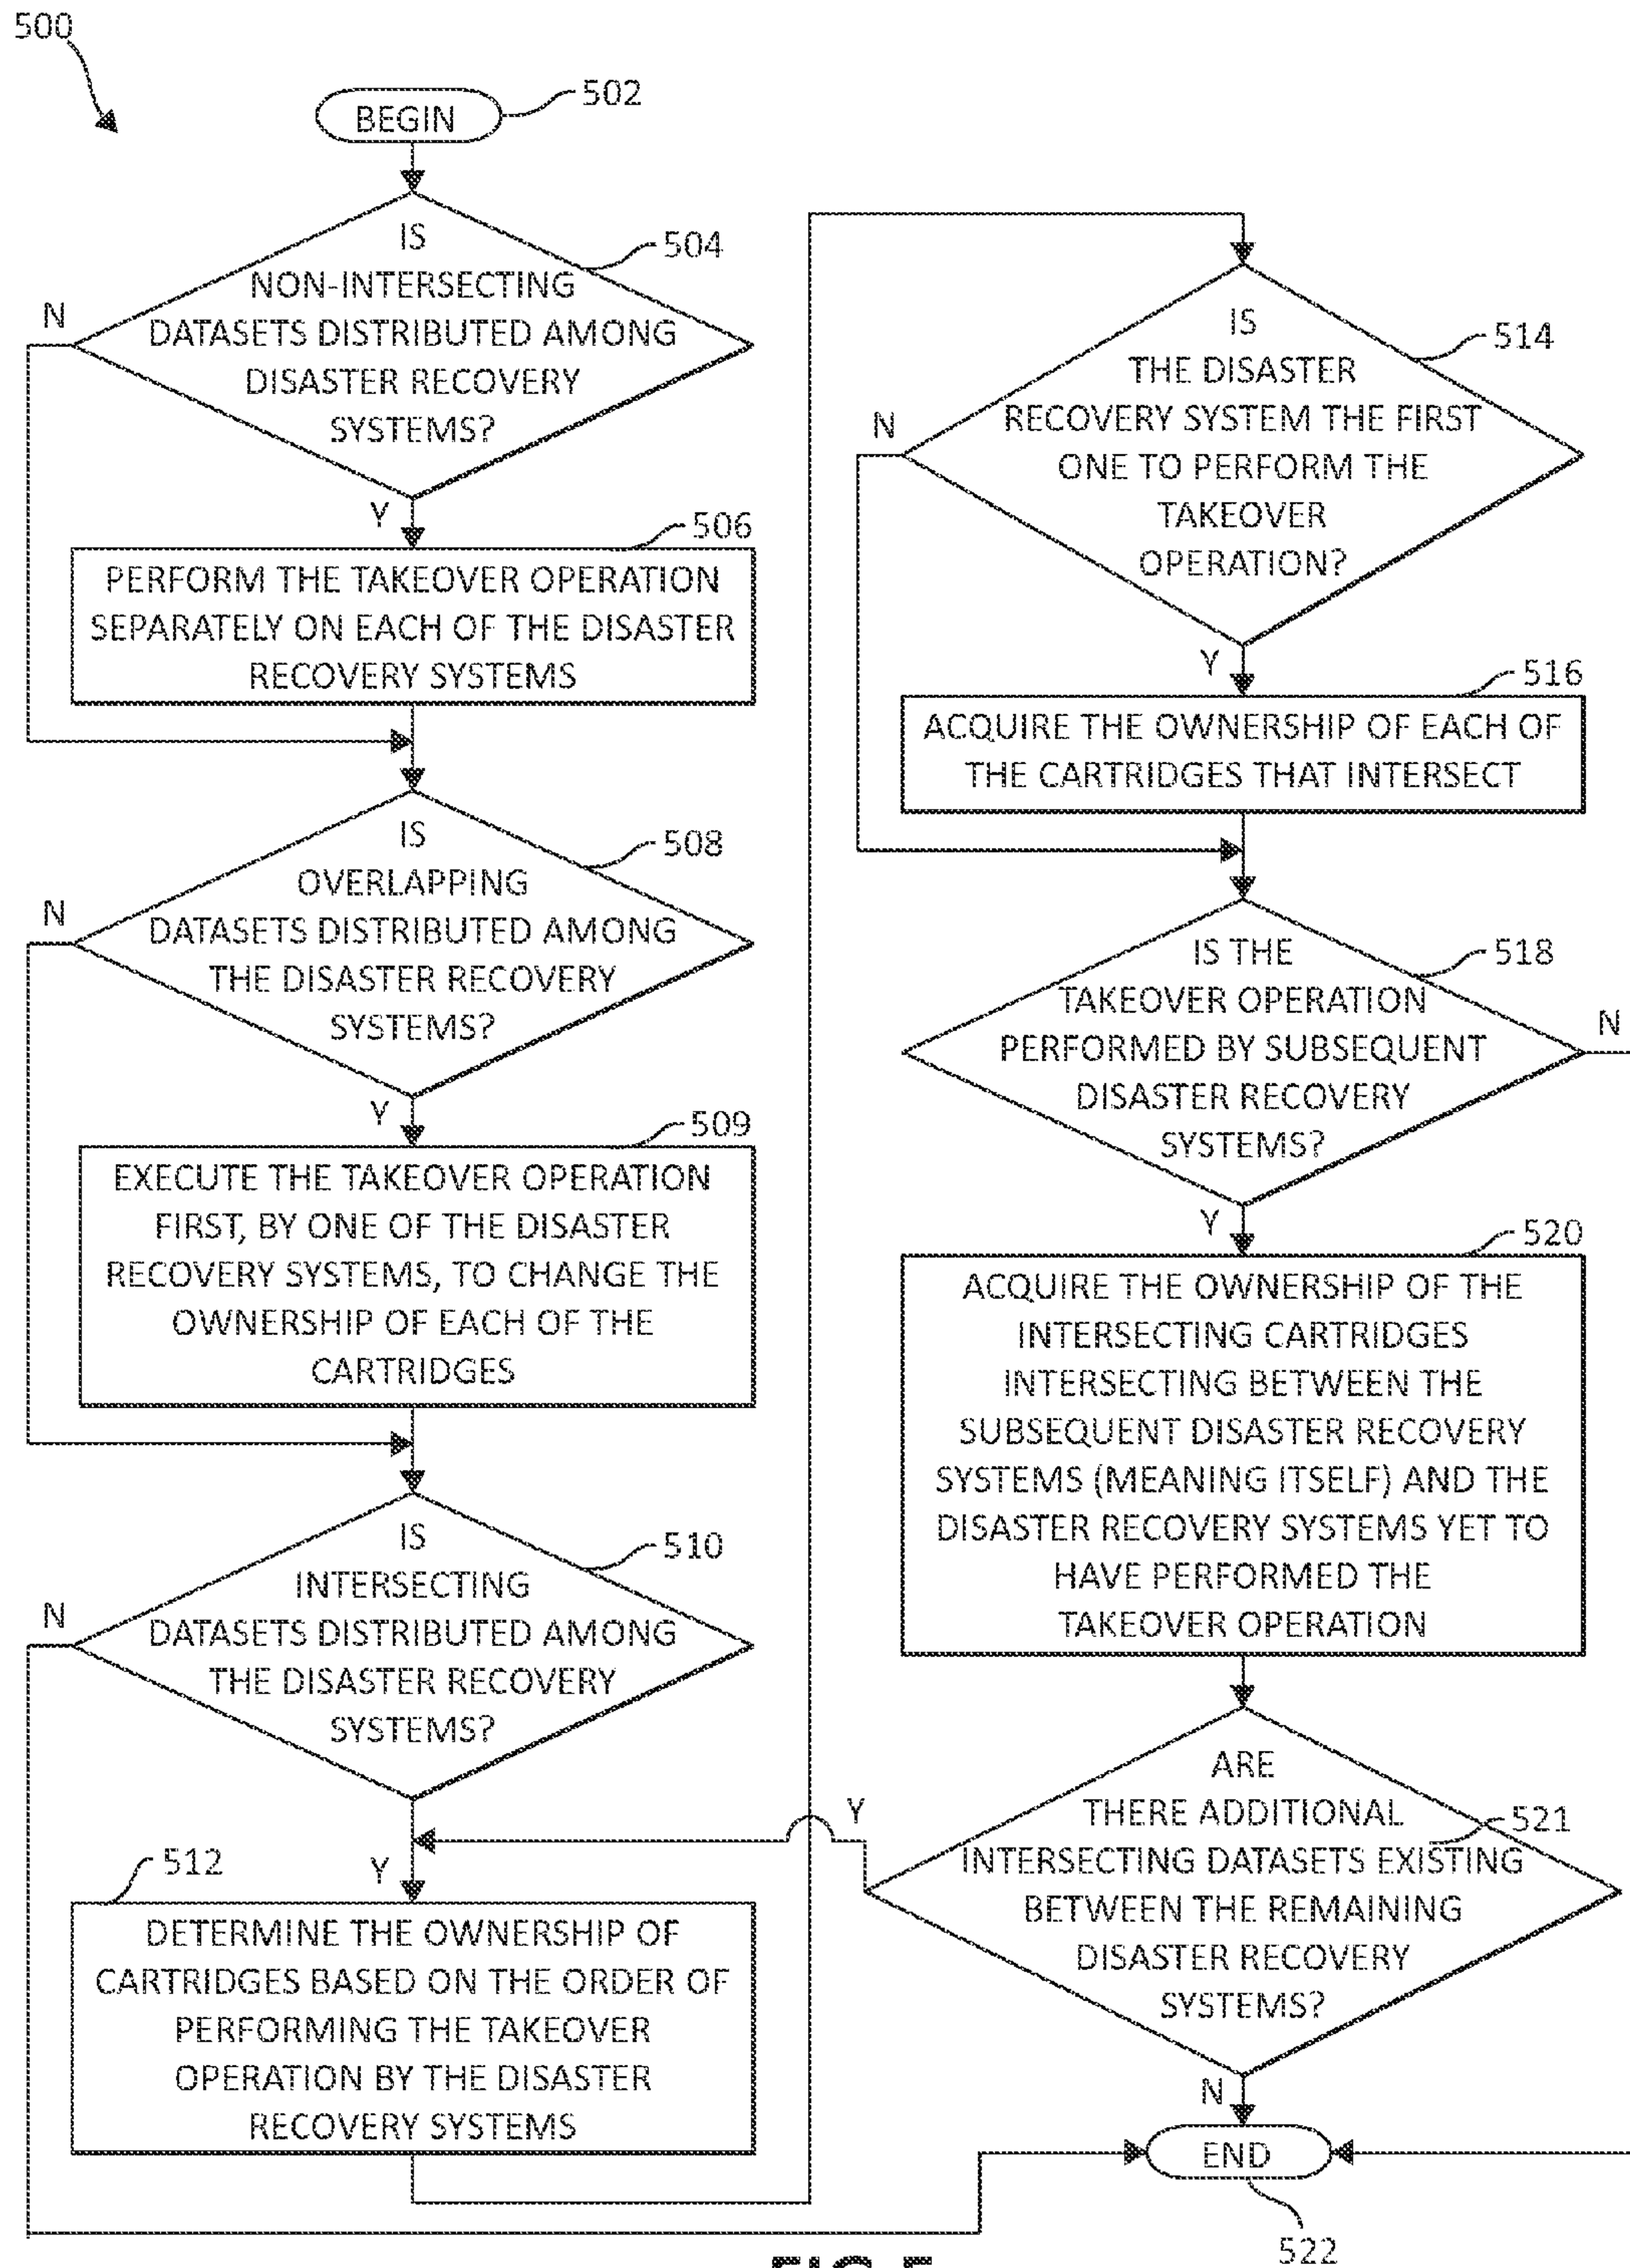 500
BEGIN
502
IS
NON-INTERSECTING
DATASETS DISTRIBUTED AMONG
DISASTER RECOVERY
SYSTEMS?
504
N
Y
506
PERFORM THE TAKEOVER OPERATION
SEPARATELY ON EACH OF THE DISASTER
RECOVERY SYSTEMS
IS
OVERLAPPING
DATASETS DISTRIBUTED AMONG
THE DISASTER RECOVERY
SYSTEMS?
508
N
Y
509
EXECUTE THE TAKEOVER OPERATION
FIRST, BY ONE OF THE DISASTER
RECOVERY SYSTEMS, TO CHANGE THE
OWNERSHIP OF EACH OF THE
CARTRIDGES
IS
INTERSECTING
DATASETS DISTRIBUTED AMONG
THE DISASTER RECOVERY
SYSTEMS?
510
N
Y
512
DETERMINE THE OWNERSHIP OF
CARTRIDGES BASED ON THE ORDER OF
PERFORMING THE TAKEOVER
OPERATION BY THE DISASTER
RECOVERY SYSTEMS
IS
THE DISASTER
RECOVERY SYSTEM THE FIRST
ONE TO PERFORM THE
TAKEOVER
OPERATION?
514
N
Y
516
ACQUIRE THE OWNERSHIP OF EACH OF
THE CARTRIDGES THAT INTERSECT
IS THE
TAKEOVER OPERATION
PERFORMED BY SUBSEQUENT
DISASTER RECOVERY
SYSTEMS?
518
N
Y
520
ACQUIRE THE OWNERSHIP OF THE
INTERSECTING CARTRIDGES
INTERSECTING BETWEEN THE
SUBSEQUENT DISASTER RECOVERY
SYSTEMS (MEANING ITSELF) AND THE
DISASTER RECOVERY SYSTEMS YET TO
HAVE PERFORMED THE
TAKEOVER OPERATION
ARE
THERE ADDITIONAL
INTERSECTING DATASETS EXISTING
BETWEEN THE REMAINING
DISASTER RECOVERY
SYSTEMS?
521
Y
N
END
522